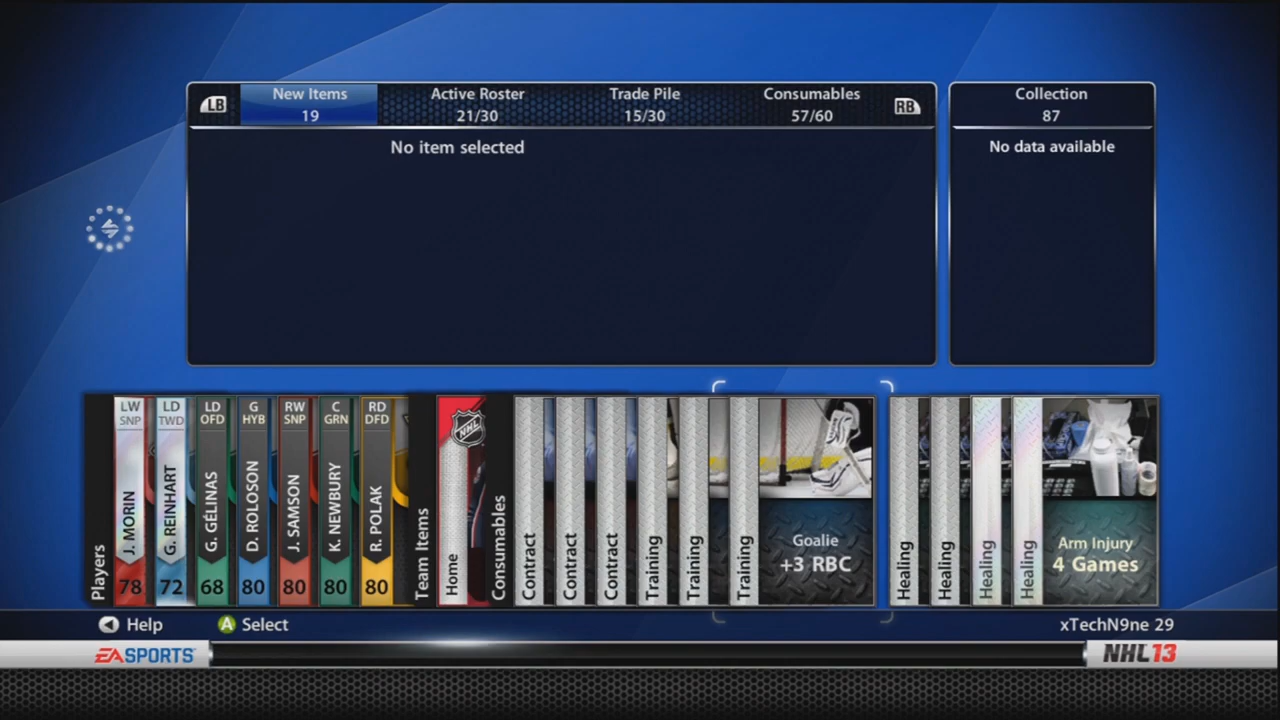 LB
New Items
19
Active Roster
21/30
Trade Pile
15/30
Consumables
57/60
RB
Collection
87
No item selected
No data available
Players
LW
SNP
J. MORIN
78
LD
TWD
G. REINHART
72
LD
OFD
G. GÉLINAS
68
G
HYB
D. ROLOSON
80
RW
SNP
J. SAMSON
80
C
GRN
K. NEWBURY
80
RD
DFD
R. POLAK
80
Team Items
NHL
Home
Consumables
Contract
Contract
Contract
Training
Training
Training
Goalie
+3 RBC
Healing
Healing
Healing
Healing
Arm Injury
4 Games
Help
A Select
xTechN9ne 29
EA SPORTS
NHL 13